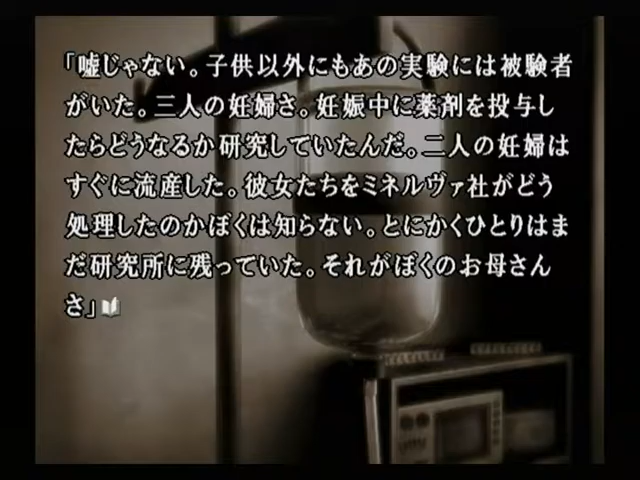 「嘘じゃない。子供以外にもあの実験には被験者
がいた。三人の妊婦さ。妊娠中に薬剤を投与し
たらどうなるか研究していたんだ。二人の妊婦は
すぐに流産した。彼女たちをミネルヴァ社がどう
処理したのかぼくは知らない。とにかくひとりはま
だ研究所に残っていた。それがぼくのお母さん
さ」